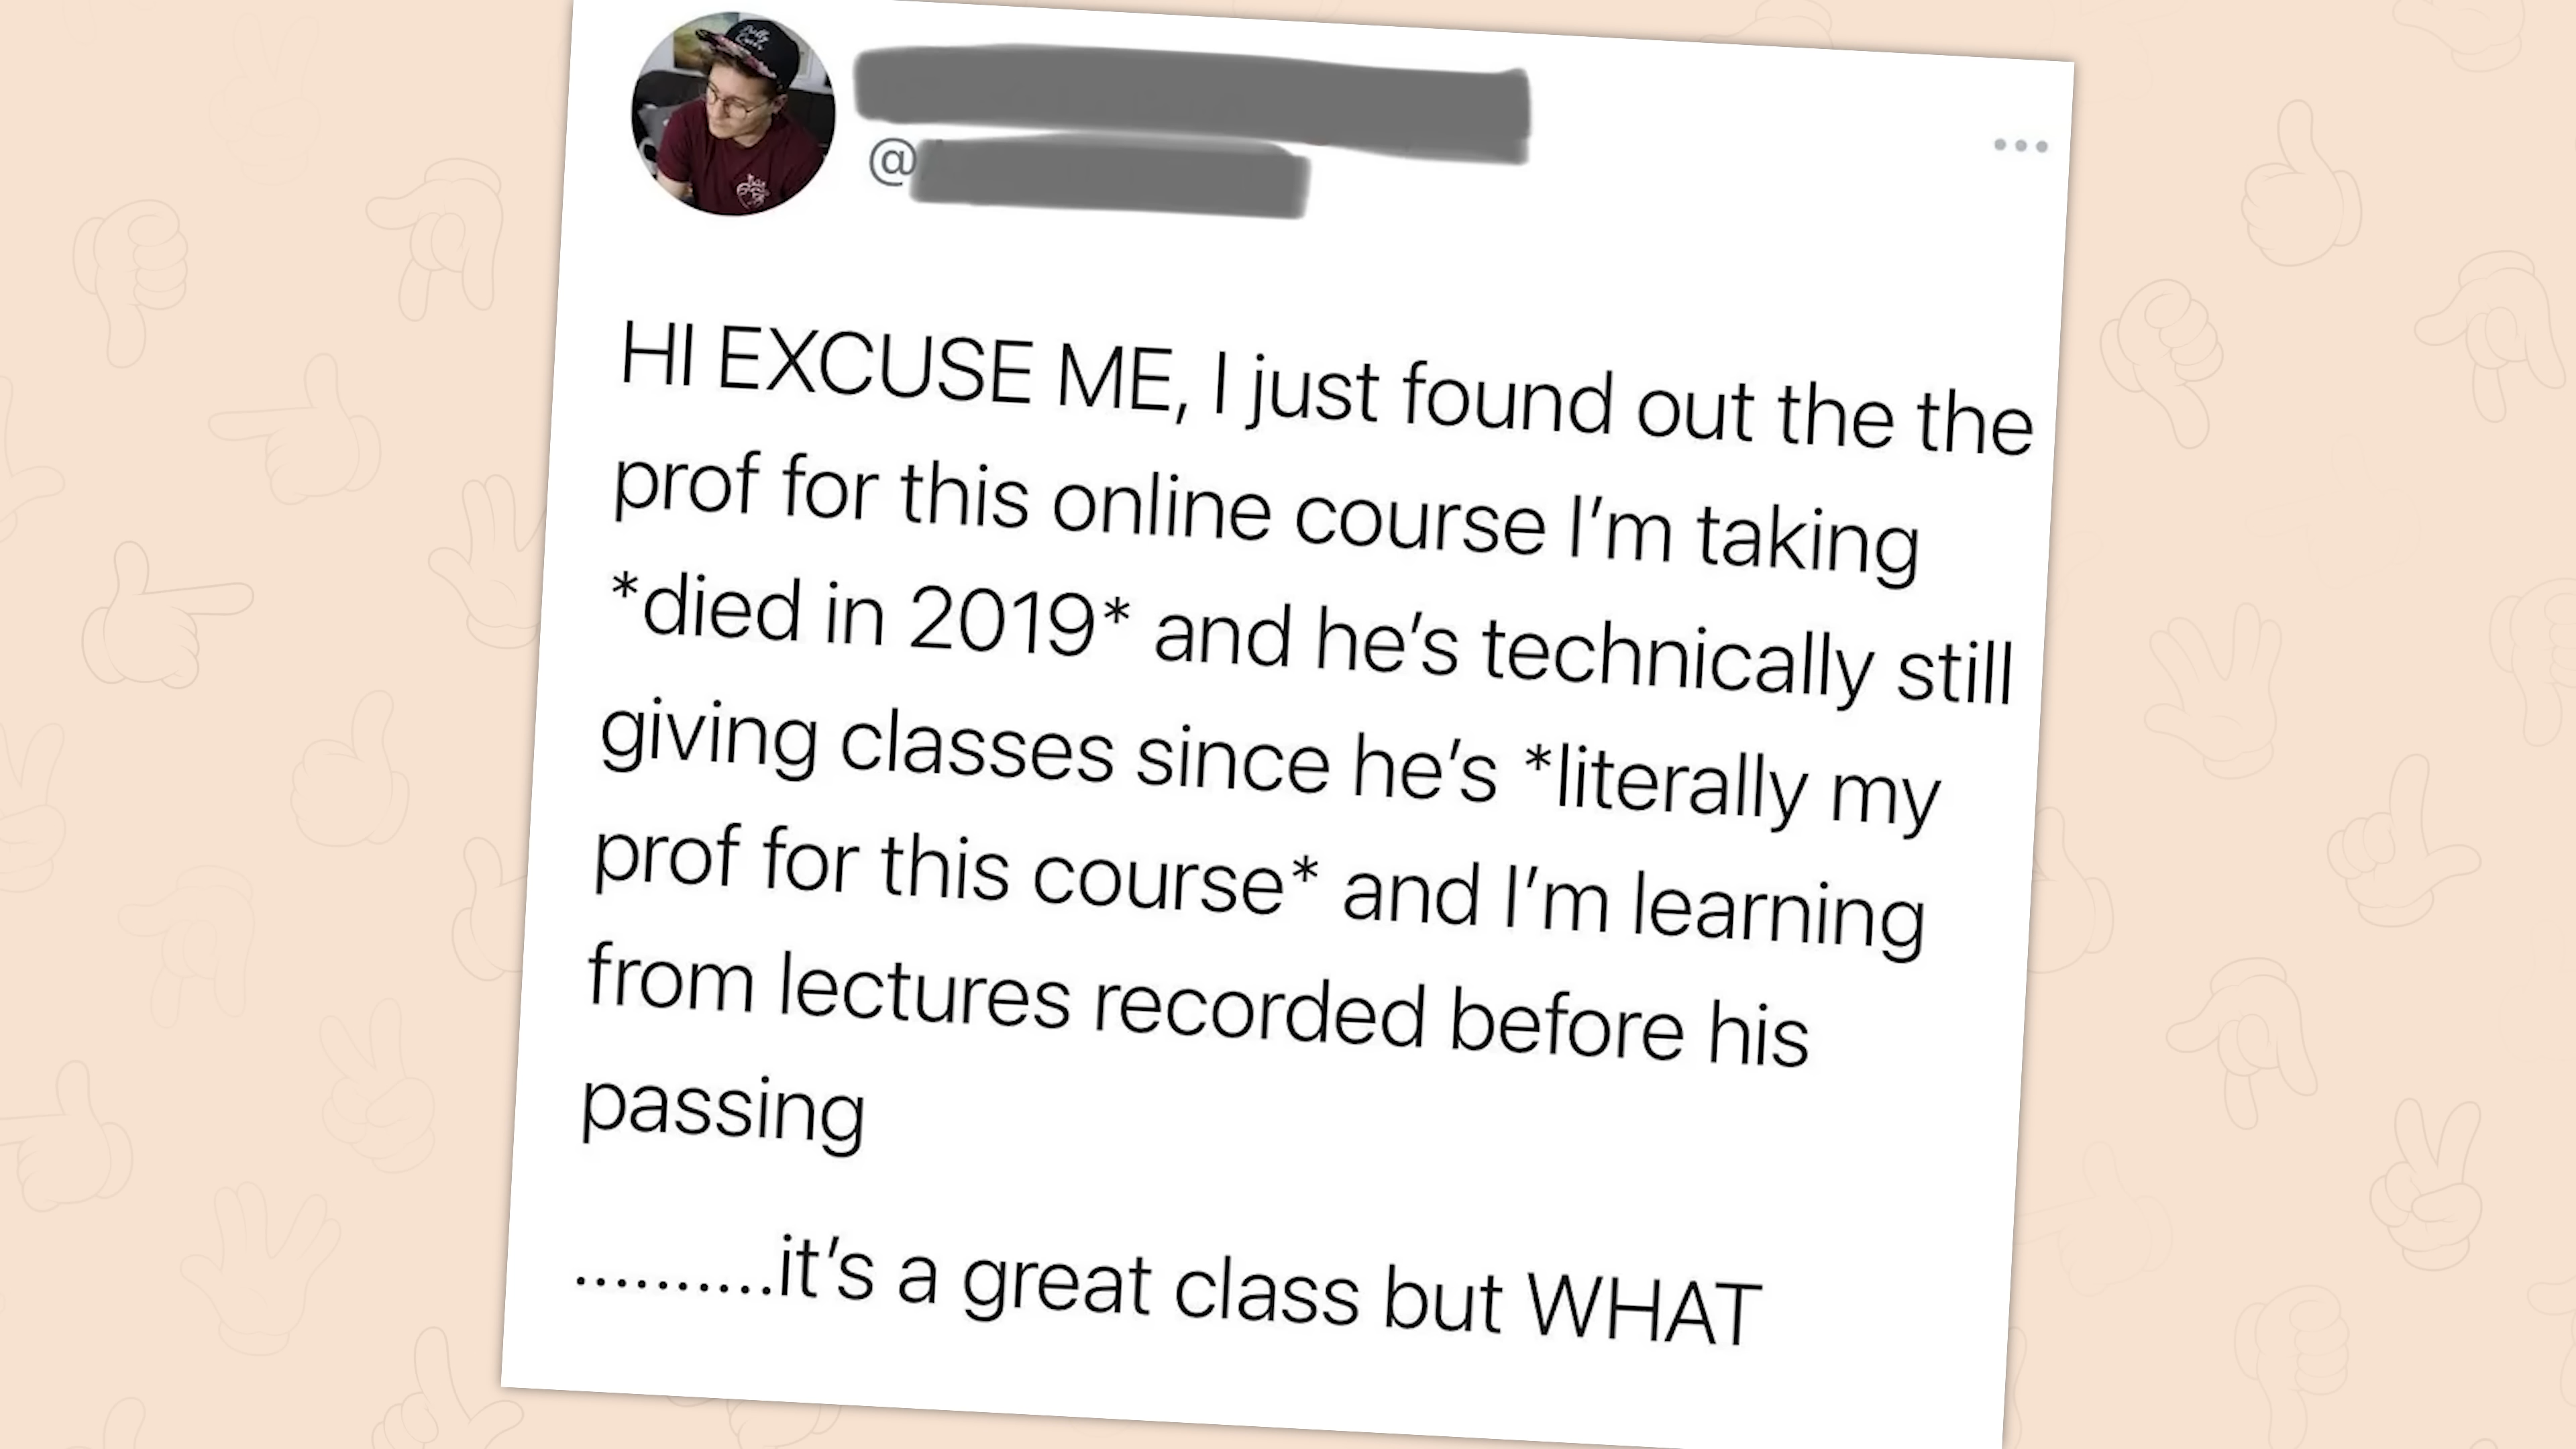 @
HI EXCUSE ME, I just found out the the
prof for this online course I’m taking
*died in 2019* and he’s technically still
giving classes since he’s *literally my
prof for this course* and I’m learning
from lectures recorded before his
passing
..........it’s a great class but WHAT